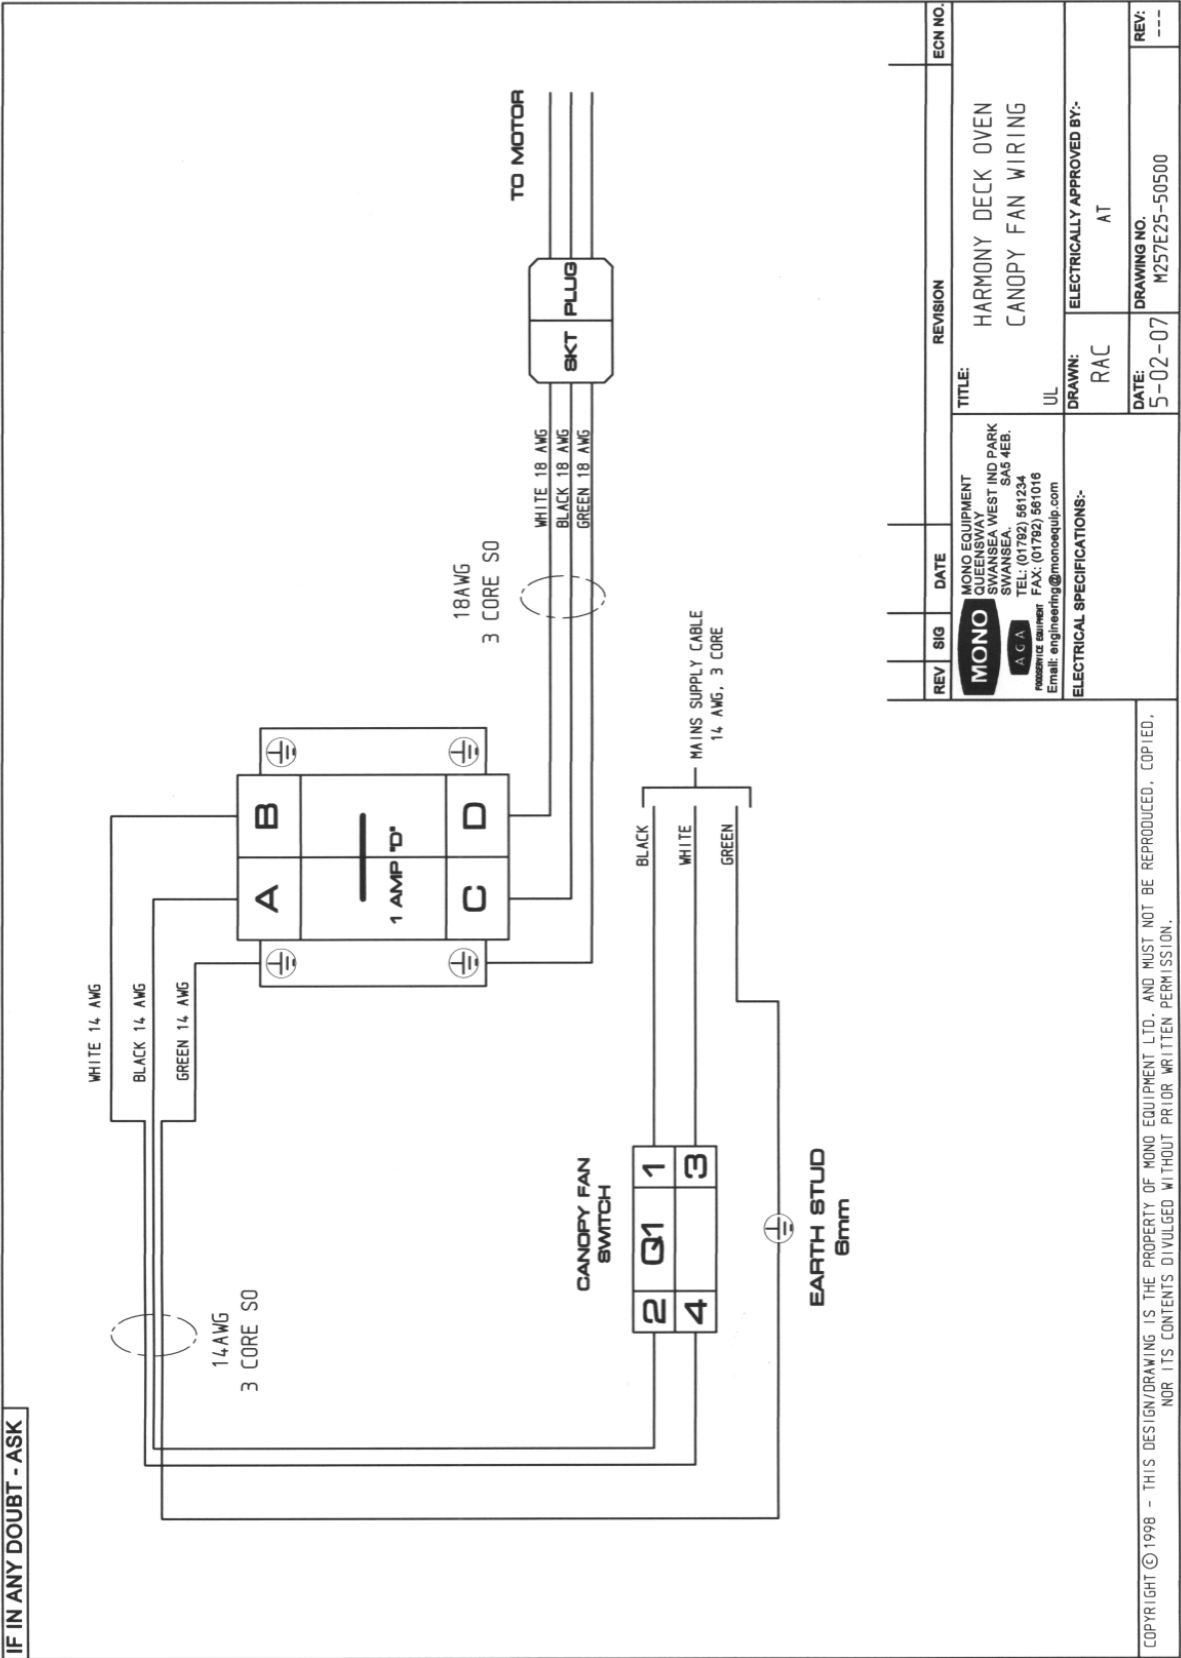 IF IN ANY DOUBT - ASK
WHITE 14 AWG
BLACK 14 AWG
GREEN 14 AWG
14AWG
3 CORE SO
A
B
1 AMP "D"
C
D
18AWG
3 CORE SO
WHITE 18 AWG
BLACK 18 AWG
GREEN 18 AWG
SKT
PLUG
TO MOTOR
CANOPY FAN
SWITCH
2
Q1
1
4
3
BLACK
WHITE
GREEN
MAINS SUPPLY CABLE
14 AWG, 3 CORE
EARTH STUD
6mm
REV
SIG
DATE
REVISION
ECN NO.
MONO
AGA
FOODSERVICE EQUIPMENT
MONO EQUIPMENT
QUEENSWAY
SWANSEA WEST IND PARK
SWANSEA. SA5 4EB.
TEL: (01792) 561234
FAX: (01792) 561016
Email: engineering@monoequip.com
TITLE:
HARMONY DECK OVEN
CANOPY FAN WIRING
UL
ELECTRICAL SPECIFICATIONS:-
DRAWN:
RAC
ELECTRICALLY APPROVED BY:-
AT
DATE:
5-02-07
DRAWING NO.
M257E25-50500
REV:
---
COPYRIGHT © 1998 - THIS DESIGN/DRAWING IS THE PROPERTY OF MONO EQUIPMENT LTD. AND MUST NOT BE REPRODUCED, COPIED,
NOR ITS CONTENTS DIVULGED WITHOUT PRIOR WRITTEN PERMISSION.